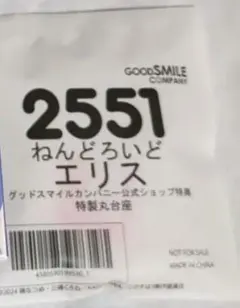 GOODSMILE
COMPANY
2551
ねんどろいど
エリス
グッドスマイルカンパニー公式ショップ特典
特製丸台座
NOT FOR SALE
MADE IN CHINA